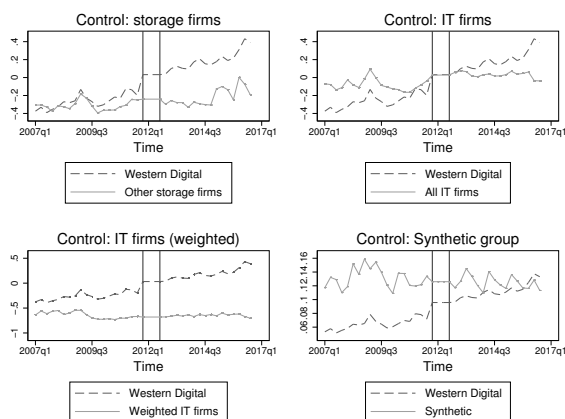 Control: storage firms
.4
.2
0
-.2
-.4
2007q1 2009q3 2012q1 2014q3 2017q1
Time
Western Digital
Other storage firms
Control: IT firms
.4
.2
0
-.2
-.4
2007q1 2009q3 2012q1 2014q3 2017q1
Time
Western Digital
All IT firms
Control: IT firms (weighted)
.5
0
-.5
-1
2007q1 2009q3 2012q1 2014q3 2017q1
Time
Western Digital
Weighted IT firms
Control: Synthetic group
.06.08 .1 .12.14.16
2007q1 2009q3 2012q1 2014q3 2017q1
Time
Western Digital
Synthetic